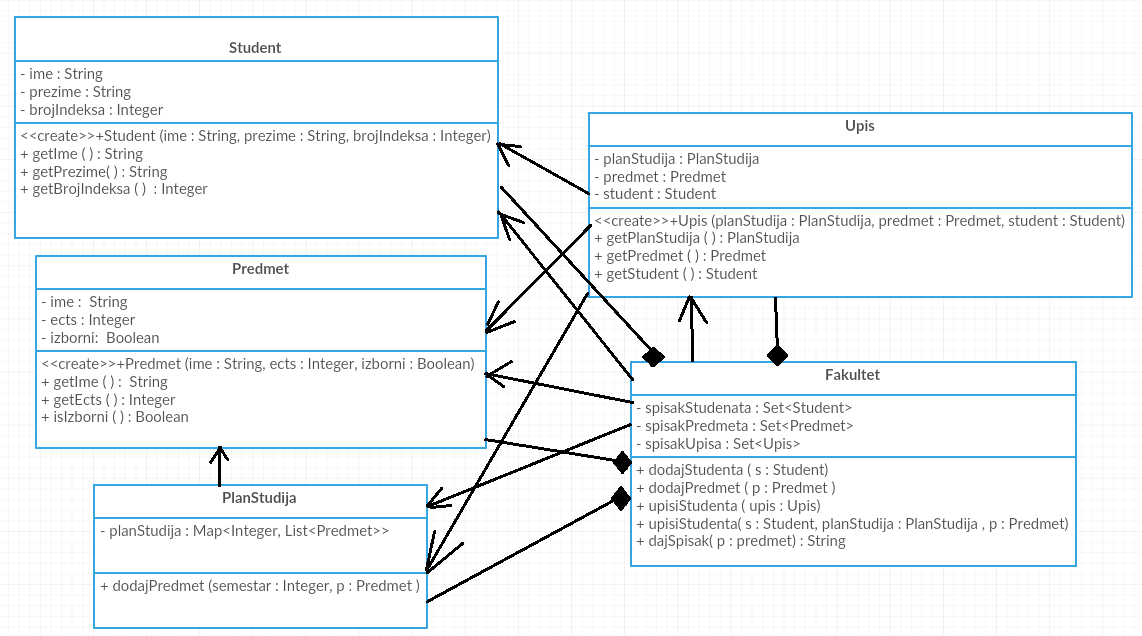 Student
- ime : String
- prezime : String
- brojIndeksa : Integer
<<create>>+Student (ime : String, prezime : String, brojIndeksa : Integer)
+ getIme ( ) : String
+ getPrezime( ) : String
+ getBrojIndeksa ( )  : Integer
Upis
- planStudija : PlanStudija
- predmet : Predmet
- student : Student
<<create>>+Upis (planStudija : PlanStudija, predmet : Predmet, student : Student)
+ getPlanStudija ( ) : PlanStudija
+ getPredmet ( ) : Predmet
+ getStudent ( ) : Student
Predmet
- ime :  String
- ects : Integer
- izborni:  Boolean
<<create>>+Predmet (ime : String, ects : Integer, izborni : Boolean)
+ getIme ( ) :  String
+ getEcts ( ) : Integer
+ isIzborni ( ) : Boolean
Fakultet
- spisakStudenata : Set<Student>
- spisakPredmeta : Set<Predmet>
- spisakUpisa : Set<Upis>
+ dodajStudenta ( s : Student)
+ dodajPredmet ( p : Predmet )
+ upisiStudenta ( upis : Upis)
+ upisiStudenta( s : Student, planStudija : PlanStudija , p : Predmet)
+ dajSpisak( p : predmet) : String
PlanStudija
- planStudija : Map<Integer, List<Predmet>>
+ dodajPredmet (semestar : Integer, p : Predmet )